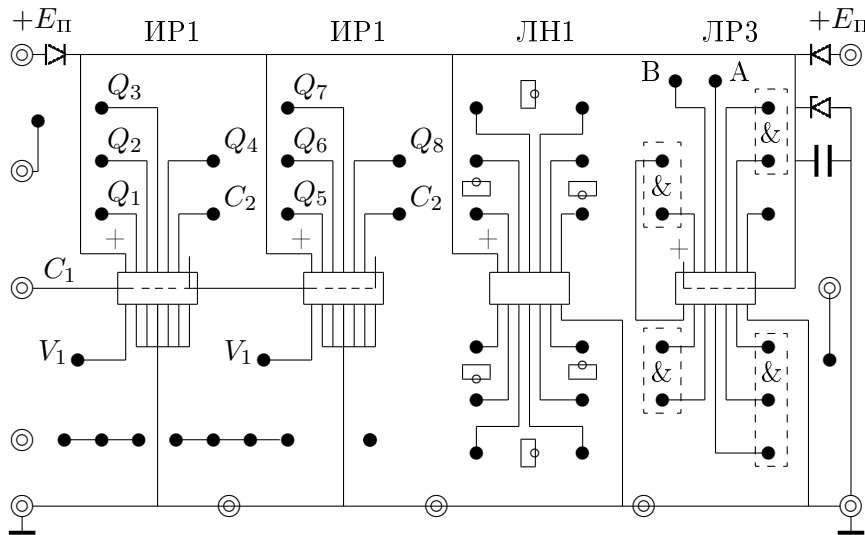 +Eп +Eп
ИР1 ИР1 ЛН1 ЛР3
B A
Q3 Q7
& 
Q2 Q4 Q6 Q8
&
Q1 C2 Q5 C2
+ + + +
C1
V1 V1
& &